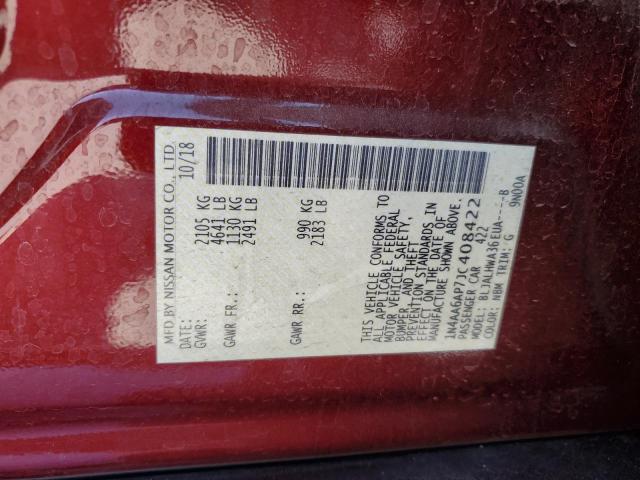 MFD BY NISSAN MOTOR CO., LTD.
DATE: 10/18
GVWR: 2105 KG
4641 LB
GAWR FR.: 1130 KG
2491 LB
GAWR RR.: 990 KG
2183 LB
THIS VEHICLE CONFORMS TO
ALL APPLICABLE FEDERAL
MOTOR VEHICLE SAFETY,
BUMPER AND THEFT
PREVENTION STANDARDS IN
EFFECT ON THE DATE OF
MANUFACTURE SHOWN ABOVE.
1N4AA6AP7JC408422
PASSENGER CAR 422
MODEL: BLJALHWA36EUA----B
COLOR: NBM TRIM: G 9N00A